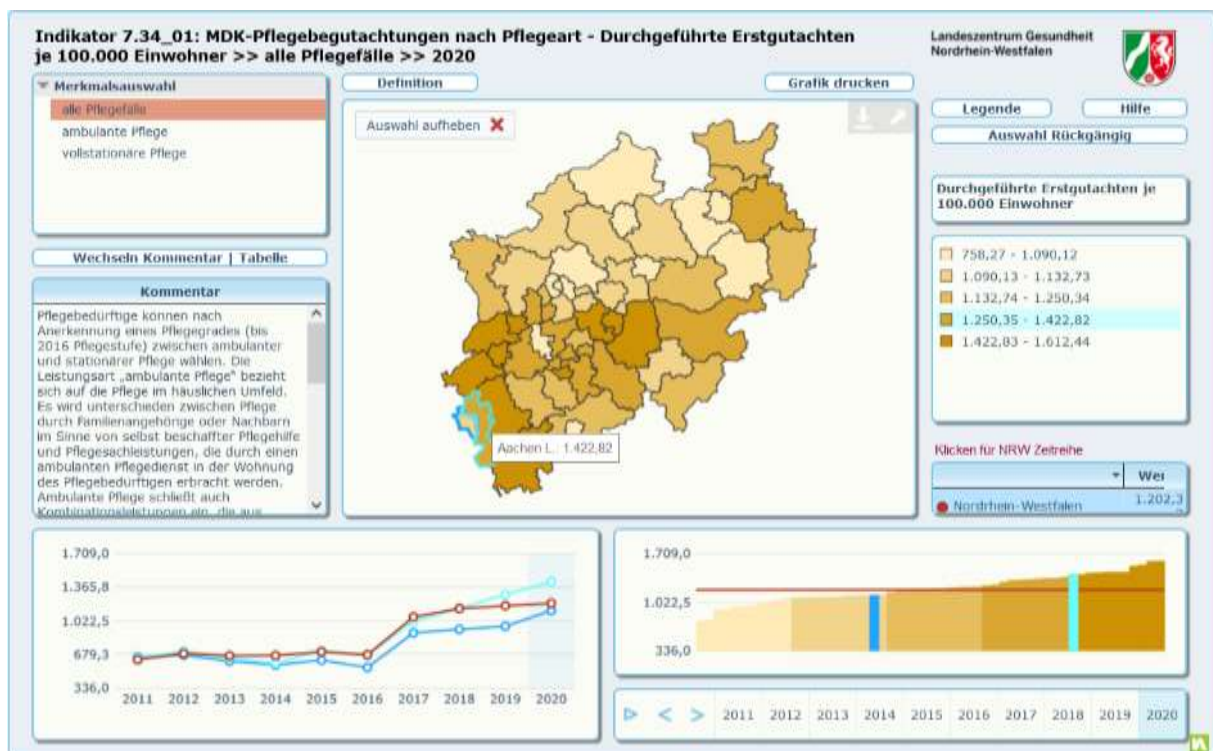 Indikator 7.34_01: MDK-Pflegebegutachtungen nach Pflegeart - Durchgeführte Erstgutachten
je 100.000 Einwohner >> alle Pflegefälle >> 2020
Landeszentrum Gesundheit
Nordrhein-Westfalen
Merkmalsauswahl
alle Pflegefälle
ambulante Pflege
vollstationäre Pflege
Definition
Grafik drucken
Legende
Hilfe
Auswahl Rückgängig
Auswahl aufheben
Aachen L.: 1.422,82
Durchgeführte Erstgutachten je
100.000 Einwohner
758,27 - 1.090,12
1.090,13 - 1.132,73
1.132,74 - 1.250,34
1.250,35 - 1.422,82
1.422,83 - 1.612,44
Wechseln Kommentar | Tabelle
Kommentar
Pflegebedürftige können nach
Anerkennung eines Pflegegrades (bis
2016 Pflegestufe) zwischen ambulanter
und stationärer Pflege wählen. Die
Leistungsart „ambulante Pflege" bezieht
sich auf die Pflege im häuslichen Umfeld.
Es wird unterschieden zwischen Pflege
durch Familienangehörige oder Nachbarn
im Sinne von selbst beschaffter Pflegehilfe
und Pflegesachleistungen, die durch einen
ambulanten Pflegedienst in der Wohnung
des Pflegebedürftigen erbracht werden.
Ambulante Pflege schließt auch
Kombinationsleistungen ein, die aus
Klicken für NRW Zeitreihe
Wei
Nordrhein-Westfalen
1.202,3
1.709,0
1.365,8
1.022,5
679,3
336,0
2011 2012 2013 2014 2015 2016 2017 2018 2019 2020
1.709,0
1.022,5
336,0
2011 2012 2013 2014 2015 2016 2017 2018 2019 2020